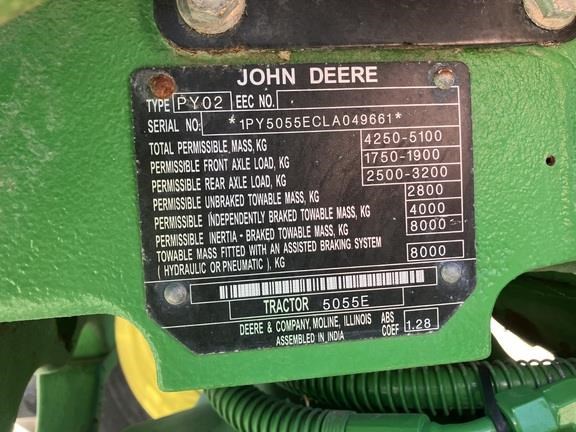 JOHN DEERE
TYPE PY02 EEC NO.
SERIAL NO.: *1PY5055ECLA049661*
TOTAL PERMISSIBLE, MASS, KG 4250-5100
PERMISSIBLE FRONT AXLE LOAD, KG 1750-1900
PERMISSIBLE REAR AXLE LOAD, KG 2500-3200
PERMISSIBLE UNBRAKED TOWABLE MASS, KG 2800
PERMISSIBLE INDEPENDENTLY BRAKED TOWABLE MASS, KG 4000
PERMISSIBLE INERTIA - BRAKED TOWABLE MASS, KG 8000
TOWABLE MASS FITTED WITH AN ASSISTED BRAKING SYSTEM
(HYDRAULIC OR PNEUMATIC), KG 8000
TRACTOR 5055E
DEERE & COMPANY, MOLINE, ILLINOIS ABS
ASSEMBLED IN INDIA COEF 1.28